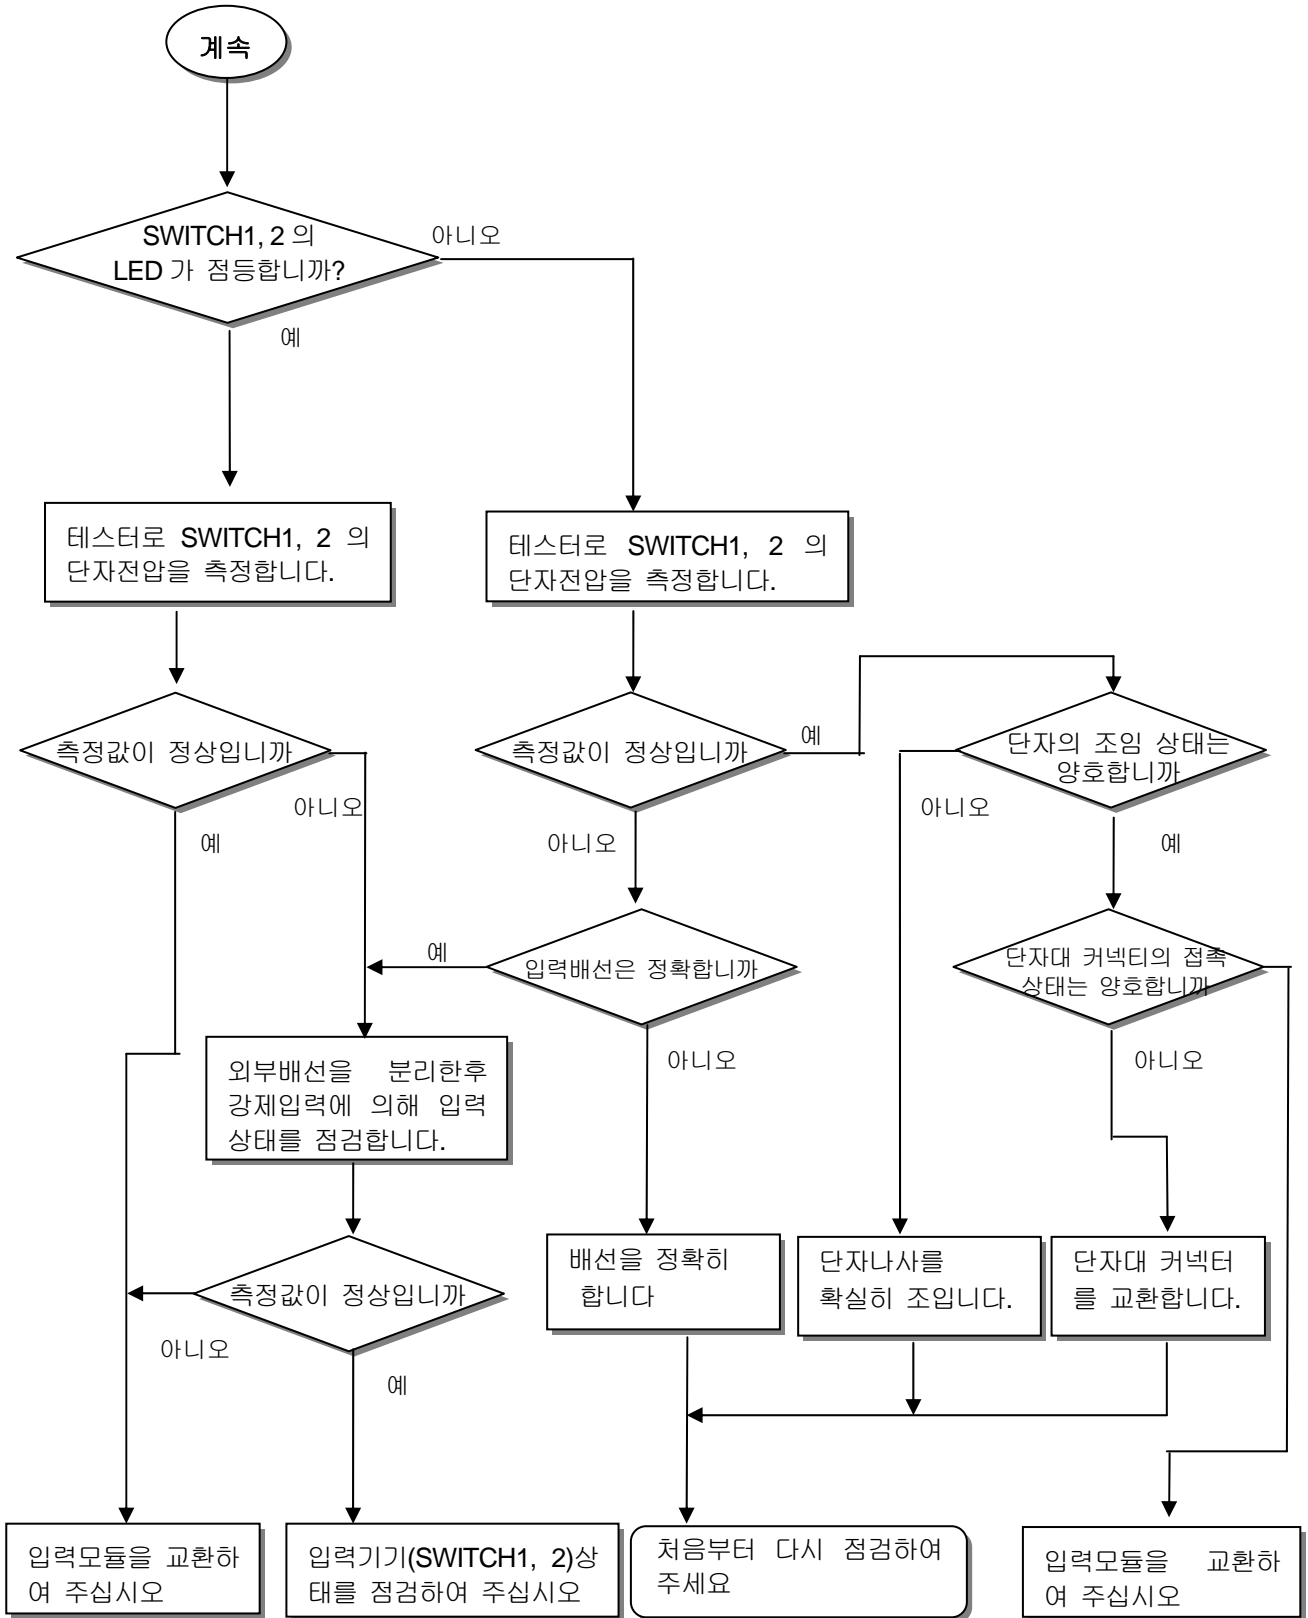 계속
SWITCH1, 2 의
LED 가 점등합니까?
아니오
예
테스터로 SWITCH1, 2 의
단자전압을 측정합니다.
테스터로 SWITCH1, 2 의
단자전압을 측정합니다.
측정값이 정상입니까
아니오
예
측정값이 정상입니까
예
아니오
단자의 조임 상태는
양호합니까
아니오
예
입력배선은 정확합니까
예
아니오
단자대 커넥티의 접촉
상태는 양호합니까
아니오
외부배선을 분리한후
강제입력에 의해 입력
상태를 점검합니다.
측정값이 정상입니까
아니오
예
배선을 정확히
합니다
단자나사를
확실히 조입니다.
단자대 커넥터
를 교환합니다.
입력모듈을 교환하
여 주십시오
입력기기(SWITCH1, 2)상
태를 점검하여 주십시오
처음부터 다시 점검하여
주세요
입력모듈을 교환하
여 주십시오